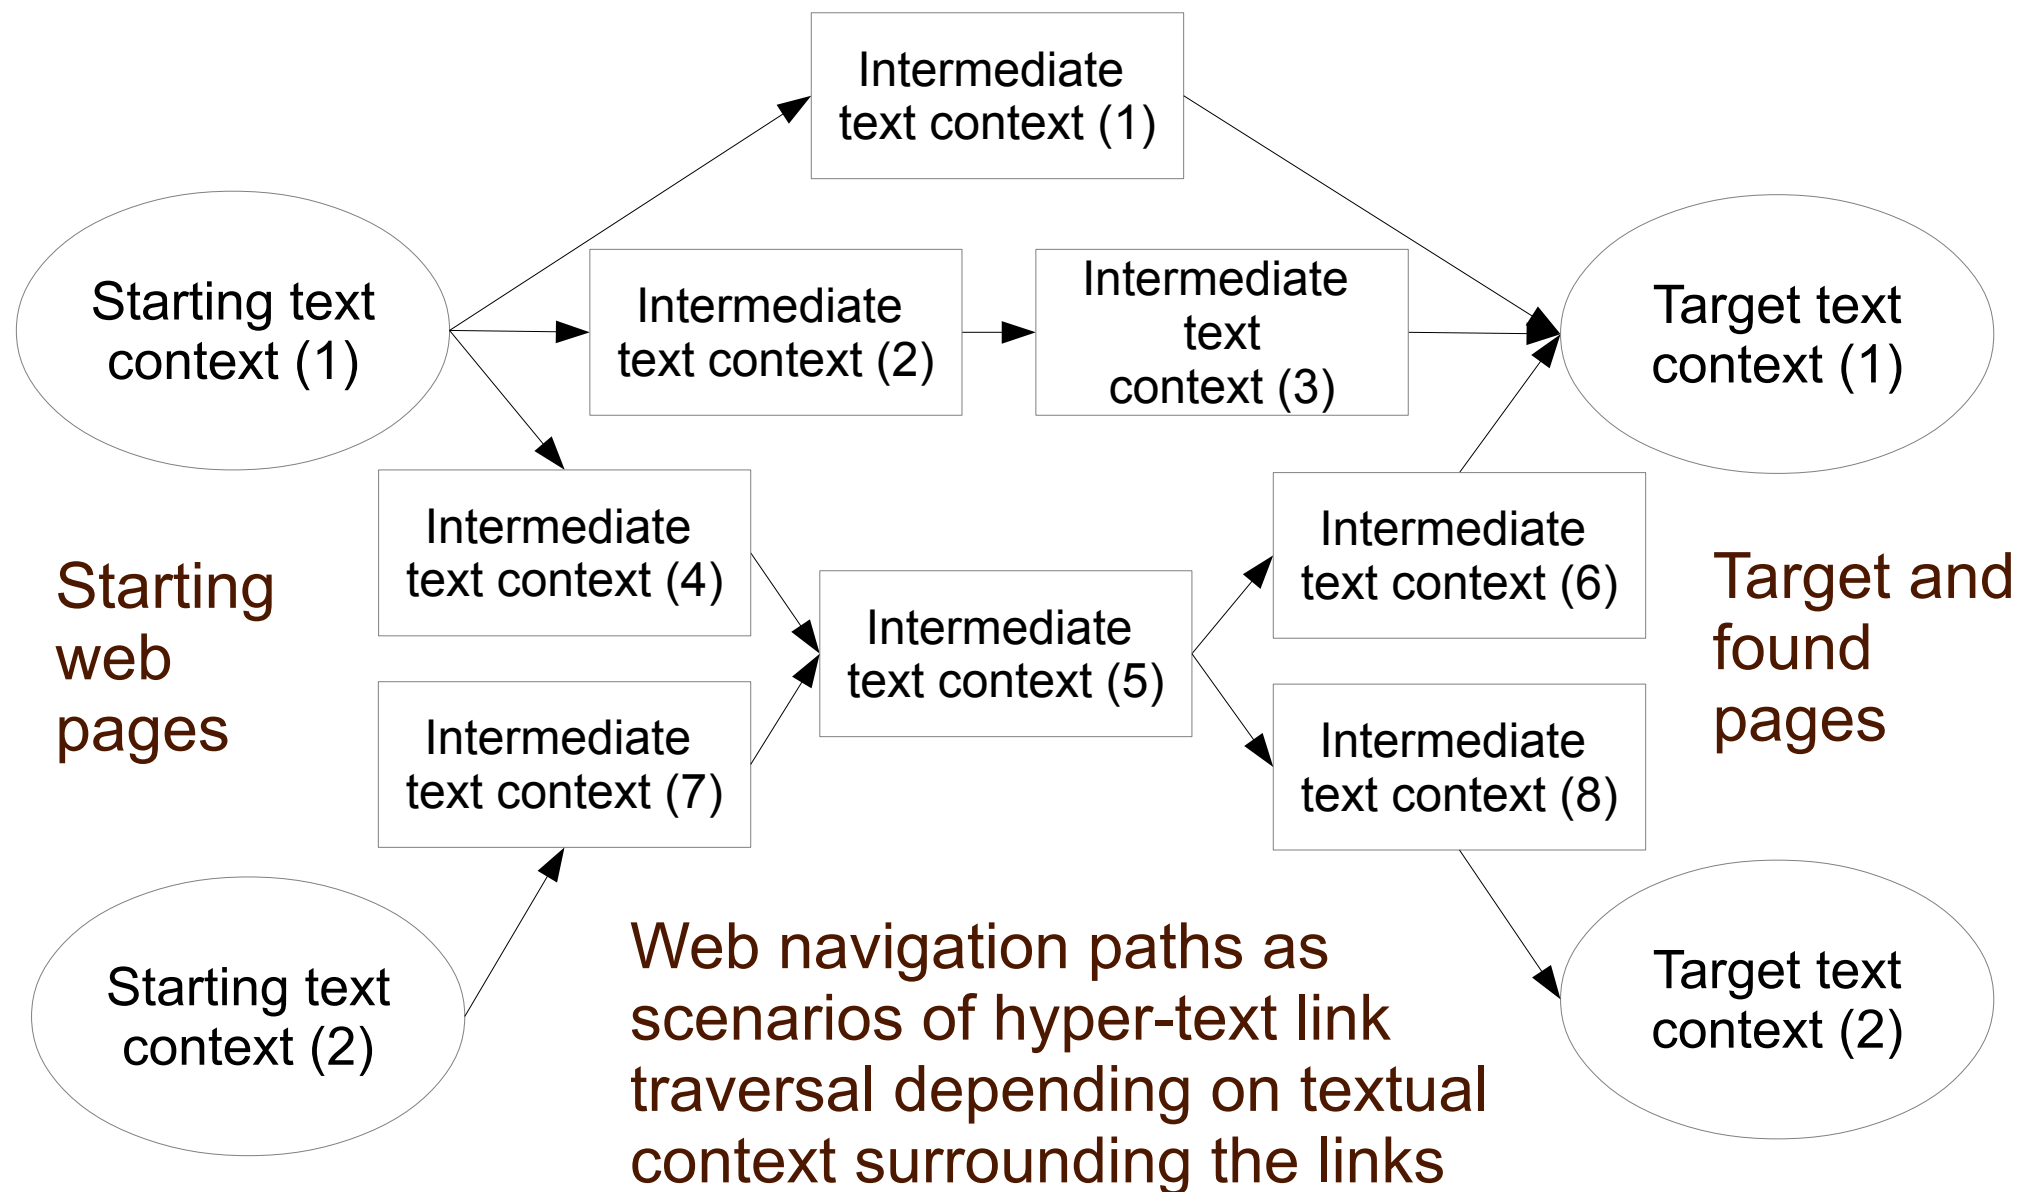 Intermediate
text context (1)
Starting text
context (1)
Intermediate
text context (2)
Intermediate
text
context (3)
Target text
context (1)
Intermediate
text context (4)
Intermediate
text context (6)
Starting
web
pages
Intermediate
text context (5)
Target and
found
pages
Intermediate
text context (7)
Intermediate
text context (8)
Starting text
context (2)
Web navigation paths as
scenarios of hyper-text link
traversal depending on textual
context surrounding the links
Target text
context (2)